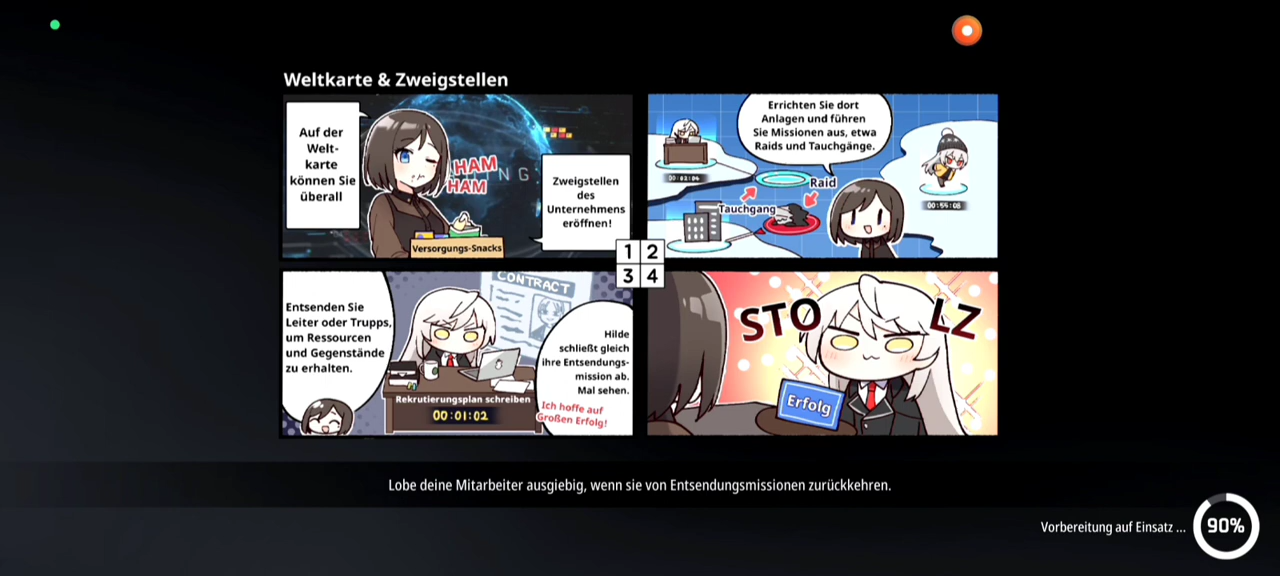 Weltkarte & Zweigstellen
Auf der
Welt-
karte
können Sie
überall
HAM
HAM
NG
Zweigstellen
des
Unternehmens
eröffnen!
Versorgungs-Snacks
Errichten Sie dort
Anlagen und führen
Sie Missionen aus, etwa
Raids und Tauchgänge.
Raid
Tauchgang
00:55:08
1 2
3 4
Entsenden Sie
Leiter oder Trupps,
um Ressourcen
und Gegenstände
zu erhalten.
CONTRACT
Hilde
schließt gleich
ihre Entsendungs-
mission ab.
Mal sehen.
Ich hoffe auf
Großen Erfolg!
Rekrutierungsplan schreiben
00:01:02
STOLZ
Erfolg
Lobe deine Mitarbeiter ausgiebig, wenn sie von Entsendungsmissionen zurückkehren.
Vorbereitung auf Einsatz ...
90%